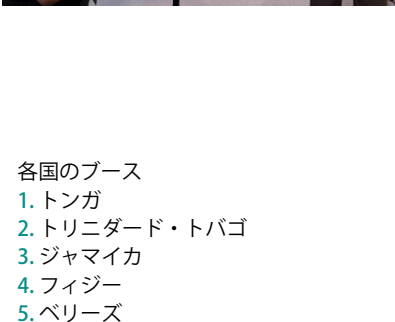 各国のブース
1. トンガ
2. トリニダード・トバゴ
3. ジャマイカ
4. フィジー
5. ベリーズ